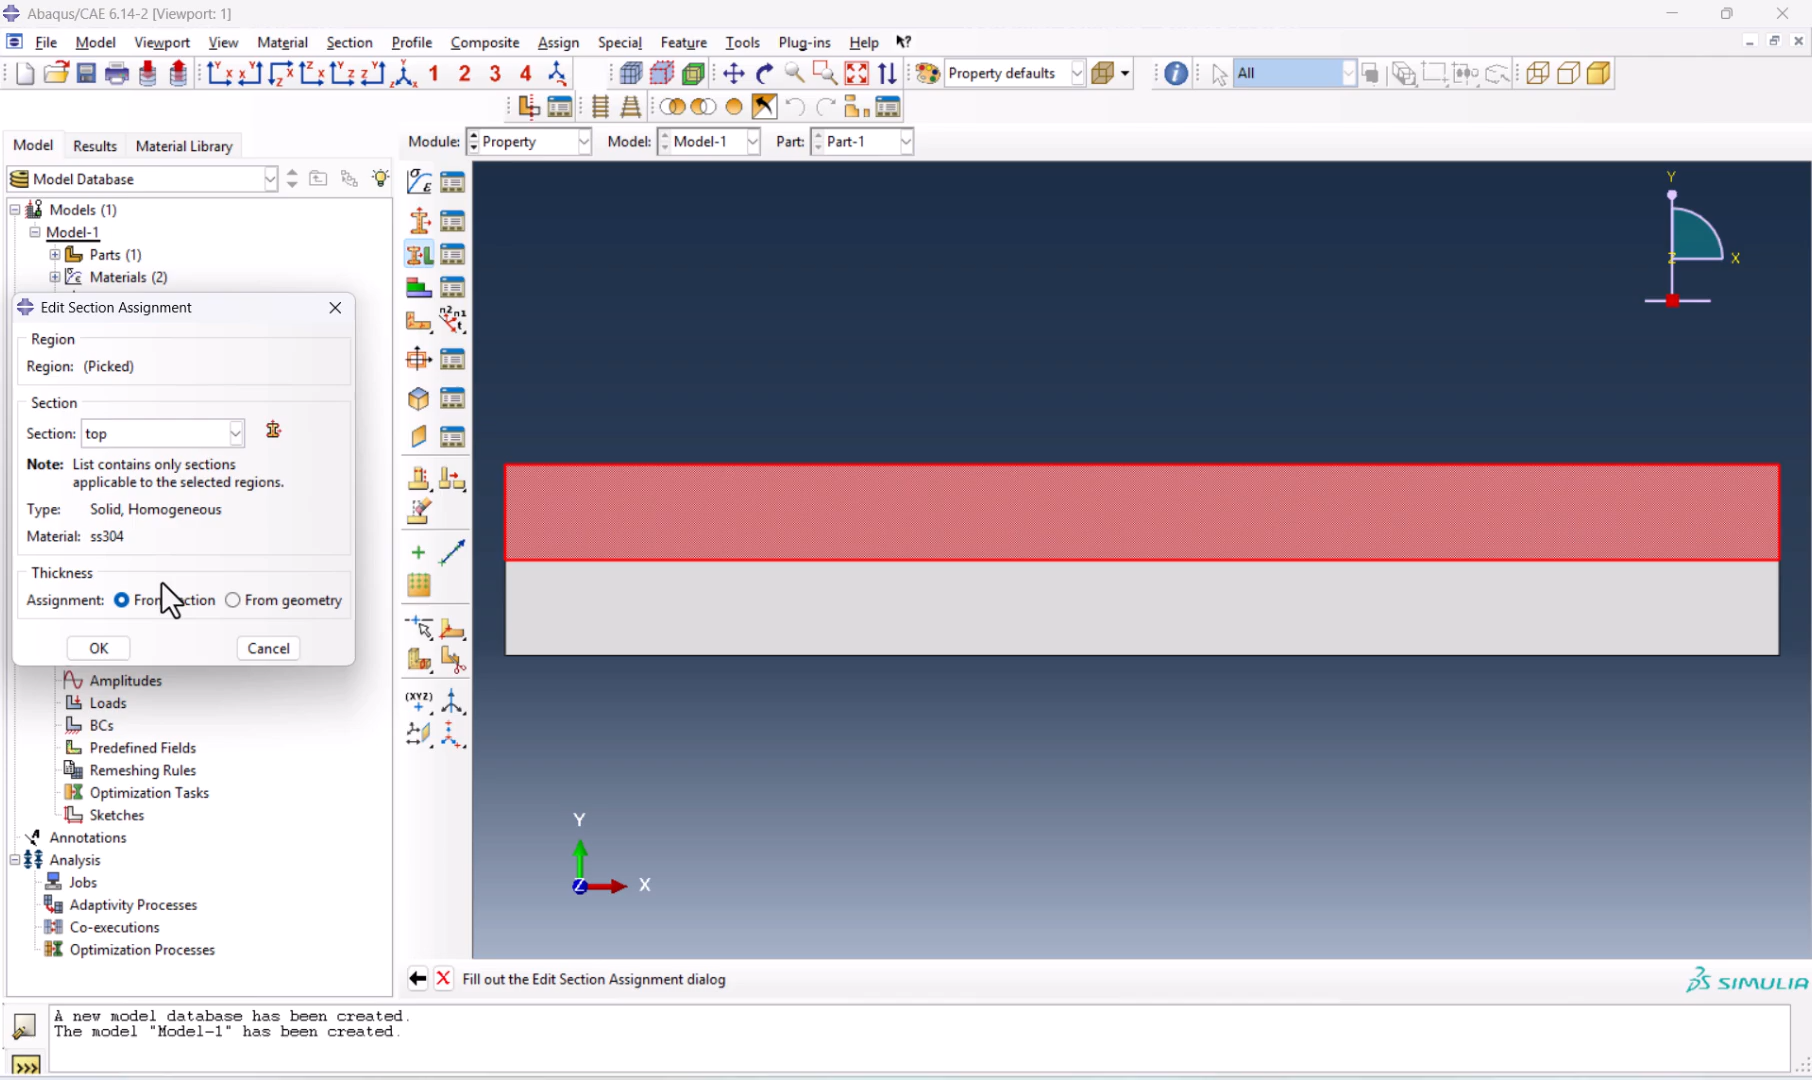 Abaqus/CAE 6.14-2 [Viewport: 1]
File Model Viewport View Material Section Profile Composite Assign Special Feature Tools Plug-ins Help
1 2 3 4 Property defaults All
Model Results Material Library
Module: Property Model: Model-1 Part: Part-1
Model Database
Models (1)
Model-1
Parts (1)
Materials (2)
Edit Section Assignment
Region
Region: (Picked)
Section
Section: top
Note: List contains only sections
applicable to the selected regions.
Type: Solid, Homogeneous
Material: ss304
Thickness
Assignment: From geometry
OK Cancel
Amplitudes
Loads
BCs
Predefined Fields
Remeshing Rules
Optimization Tasks
Sketches
Annotations
Analysis
Jobs
Adaptivity Processes
Co-executions
Optimization Processes
Y
X
Z
Y
Z X
Fill out the Edit Section Assignment dialog
SIMULIA
A new model database has been created.
The model "Model-1" has been created.